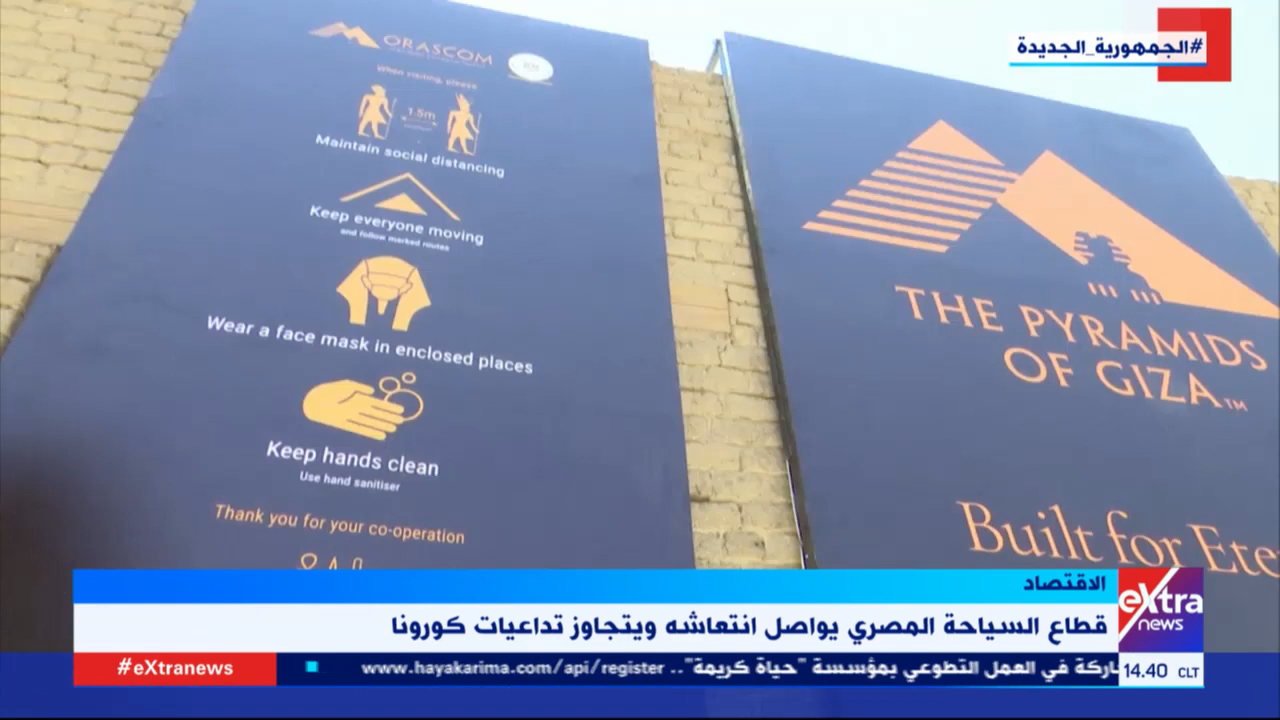 #الجمهورية_الجديدة
ORASCOM
When visiting, please
1.5m
Maintain social distancing
Keep everyone moving
and follow marked routes
Wear a face mask in enclosed places
Keep hands clean
Use hand sanitiser
Thank you for your co-operation
THE PYRAMIDS
OF GIZA TM
Built for Ete
الاقتصاد
قطاع السياحة المصري يواصل انتعاشه ويتجاوز تداعيات كورونا
eXtra
news
#eXtranews
اركة في العمل التطوعي بمؤسسة "حياة كريمة".. www.hayakarima.com/api/register
14.40 CLT